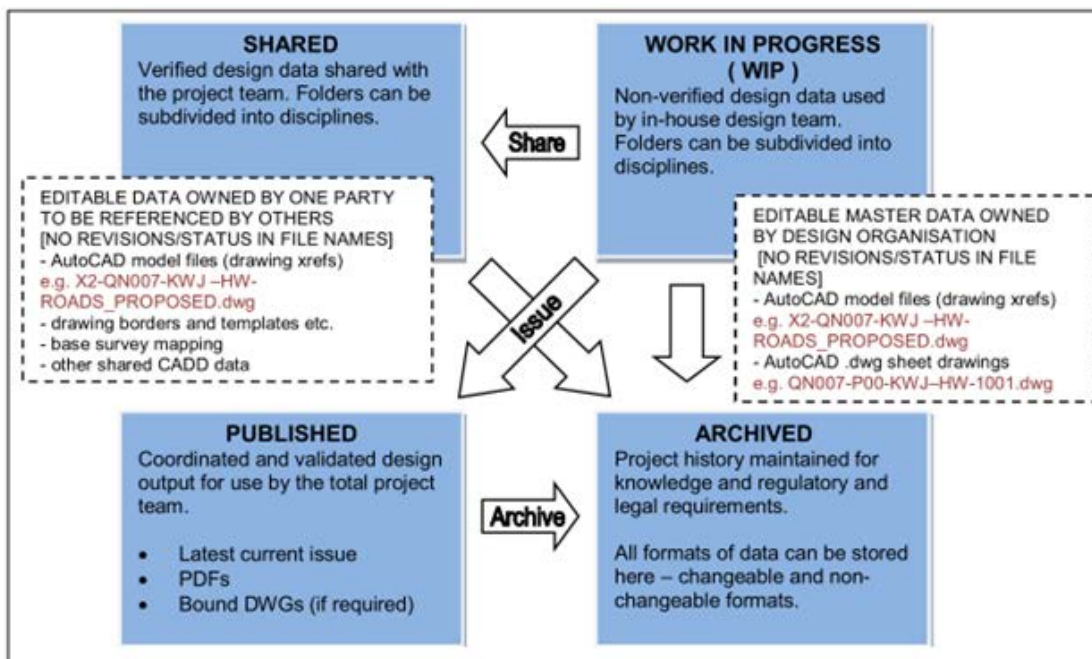 SHARED
Verified design data shared with
the project team. Folders can be
subdivided into disciplines.
WORK IN PROGRESS
( WIP )
Non-verified design data used
by in-house design team.
Folders can be subdivided into
disciplines.
Share
EDITABLE DATA OWNED BY ONE PARTY
TO BE REFERENCED BY OTHERS
[NO REVISIONS/STATUS IN FILE NAMES]
- AutoCAD model files (drawing xrefs)
e.g. X2-QN007-KWJ –HW-
ROADS_PROPOSED.dwg
- drawing borders and templates etc.
- base survey mapping
- other shared CADD data
EDITABLE MASTER DATA OWNED
BY DESIGN ORGANISATION
[NO REVISIONS/STATUS IN FILE
NAMES]
- AutoCAD model files (drawing xrefs)
e.g. X2-QN007-KWJ –HW-
ROADS_PROPOSED.dwg
- AutoCAD .dwg sheet drawings
e.g. QN007-P00-KWJ–HW-1001.dwg
Issue
PUBLISHED
Coordinated and validated design
output for use by the total project
team.
• Latest current issue
• PDFs
• Bound DWGs (if required)
Archive
ARCHIVED
Project history maintained for
knowledge and regulatory and
legal requirements.
All formats of data can be stored
here – changeable and non-
changeable formats.